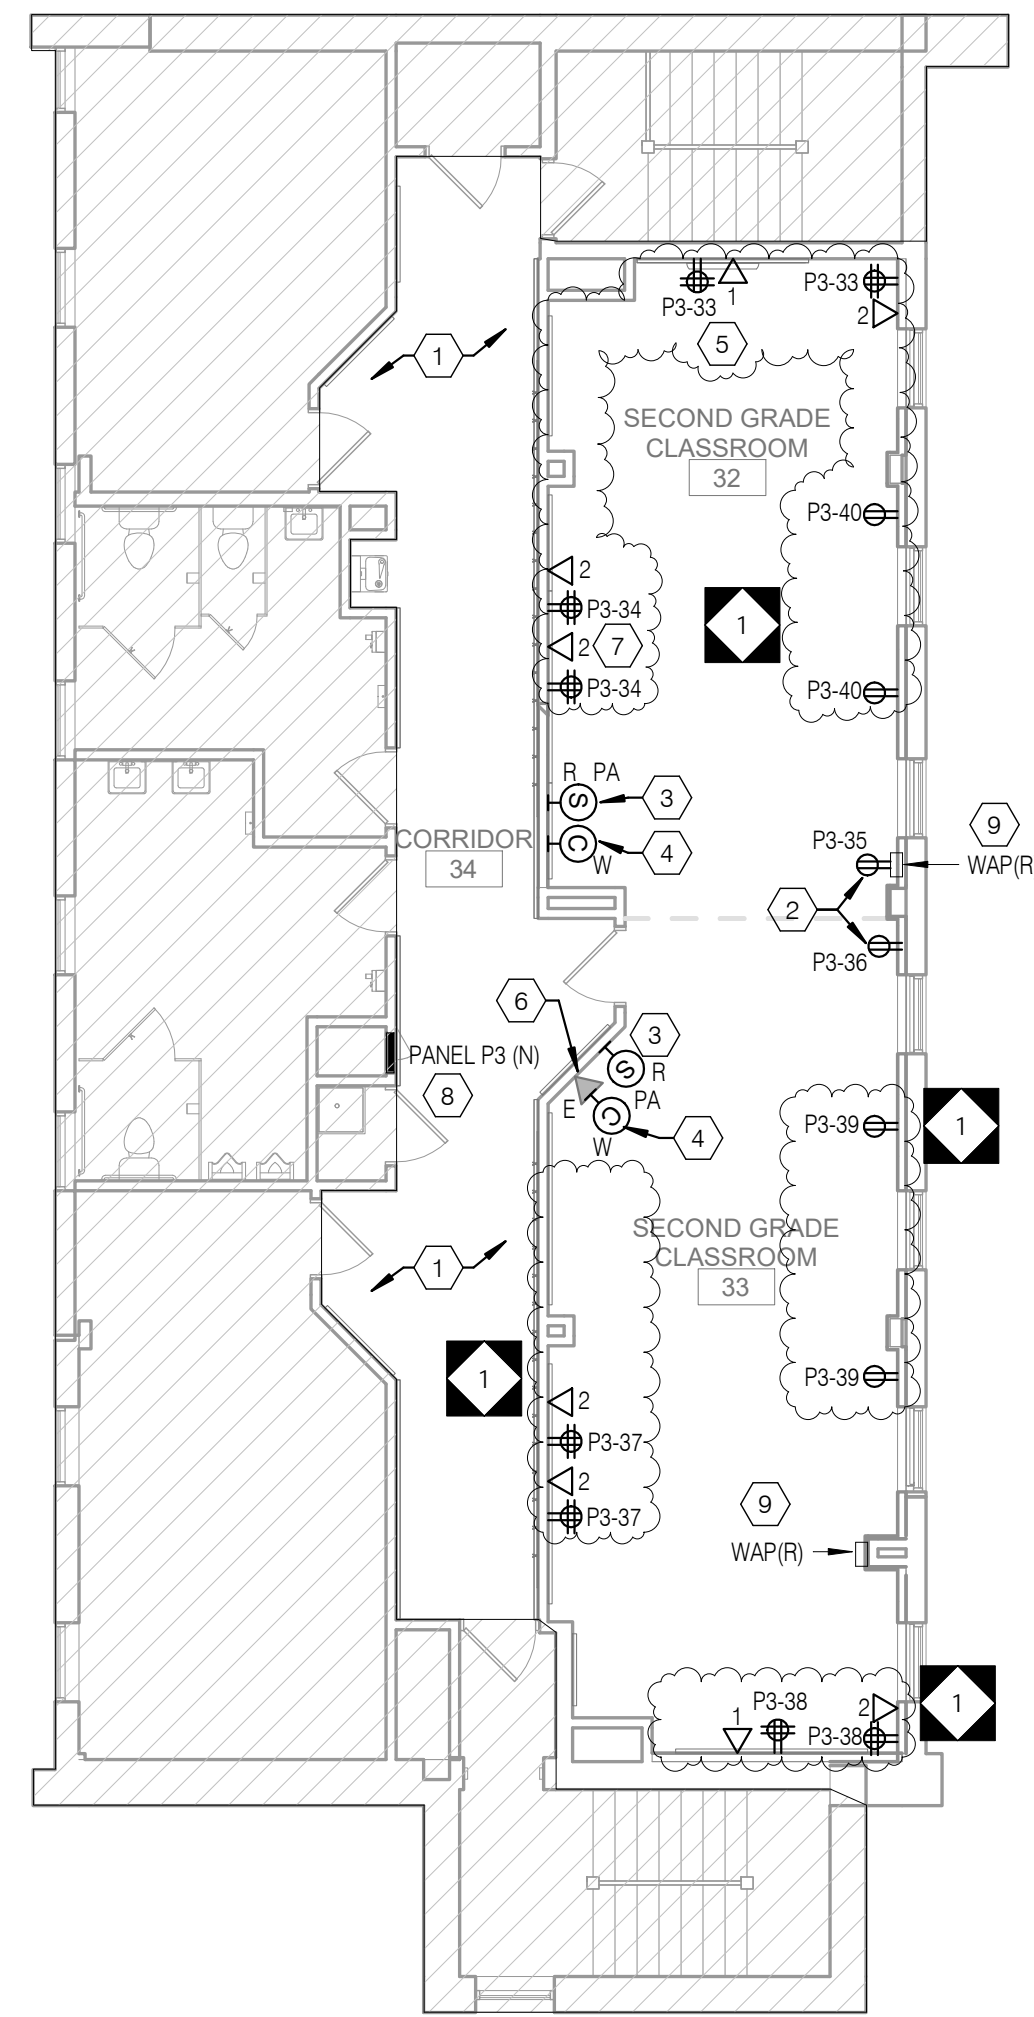 P3-33
1
P3-33
2
1
5
SECOND GRADE
CLASSROOM
32
P3-40
2
P3-34
1
2
7
P3-34
P3-40
R PA
S
3
C
W
4
CORRIDOR
34
P3-35
9
WAP(R
2
P3-36
6
3
PANEL P3 (N)
S
R
8
E
PA
C
W
4
P3-39
1
SECOND GRADE
CLASSROOM
33
1
1
2
P3-39
P3-37
2
P3-37
9
WAP(R)
P3-38
1
2
P3-38
1